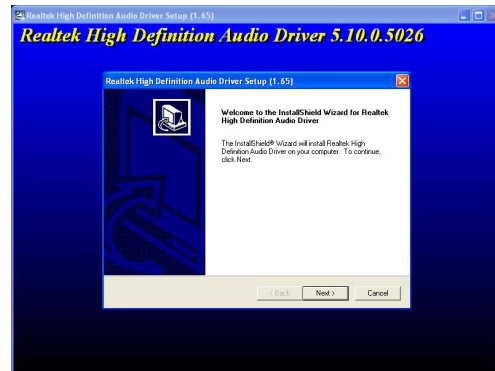 Realtek High Definition Audio Driver Setup (1.65)
Realtek High Definition Audio Driver 5.10.0.5026
Realtek High Definition Audio Driver Setup (1.65)
Welcome to the InstallShield Wizard for Realtek
High Definition Audio Driver
The InstallShield® Wizard will install Realtek High
Definition Audio Driver on your computer. To continue,
click Next.
< Back
Next >
Cancel